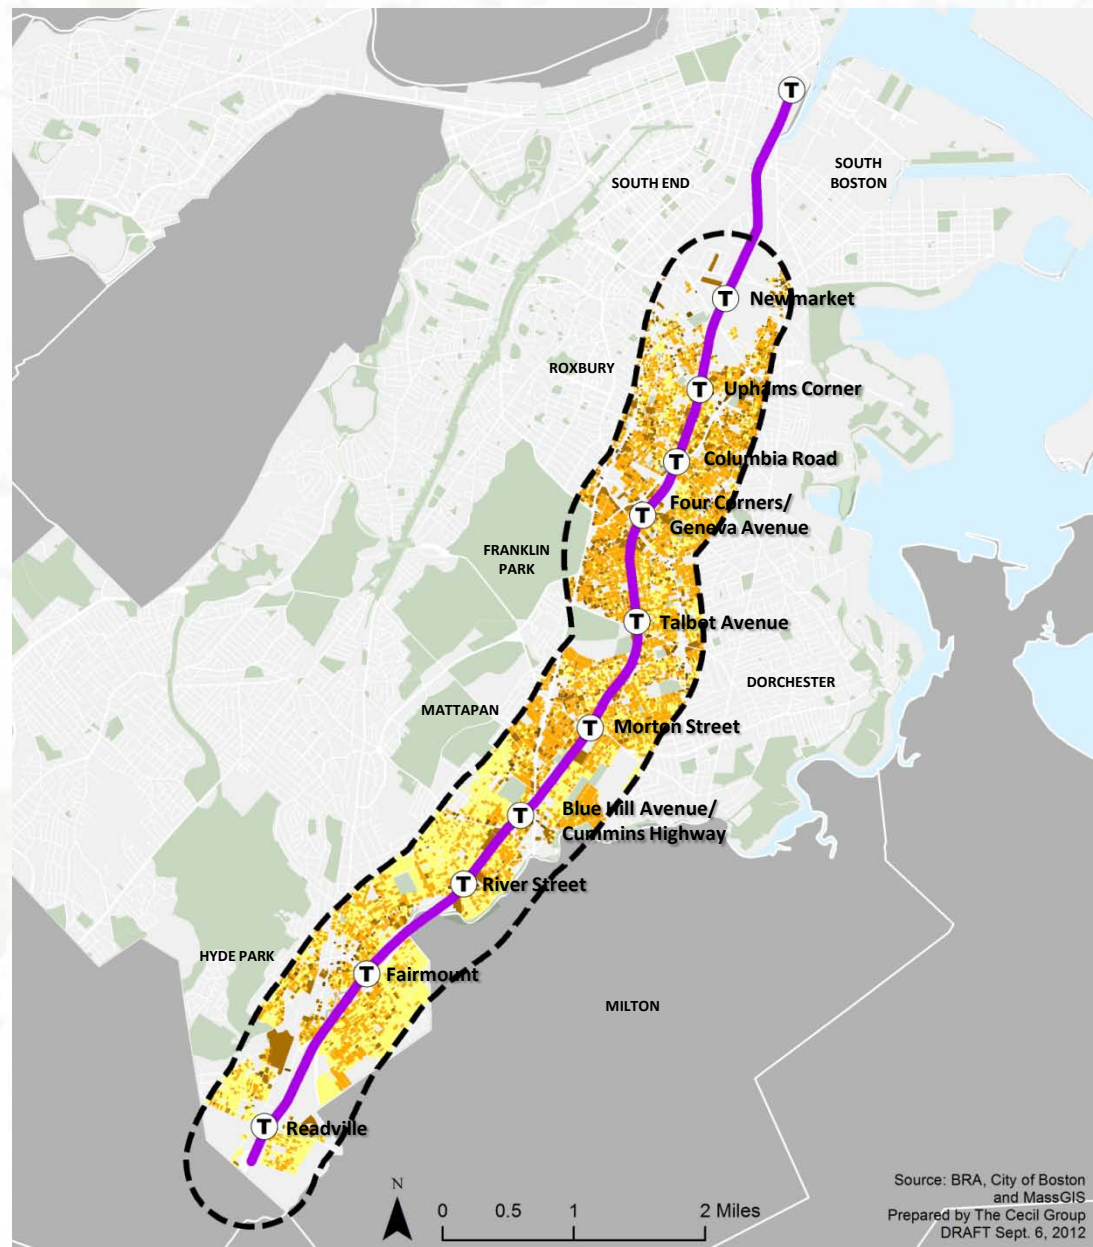 T
SOUTH
BOSTON
SOUTH END
T
Newmarket
ROXBURY
T
Uphams Corner
T
Columbia Road
T
Four Corners/
Geneva Avenue
FRANKLIN
PARK
T
Talbot Avenue
DORCHESTER
MATTAPAN
T
Morton Street
T
Blue Hill Avenue/
Cummins Highway
T
River Street
HYDE PARK
T
Fairmount
MILTON
T
Readville
N
0 0.5 1 2 Miles
Source: BRA, City of Boston
and MassGIS
Prepared by The Cecil Group
DRAFT Sept. 6, 2012